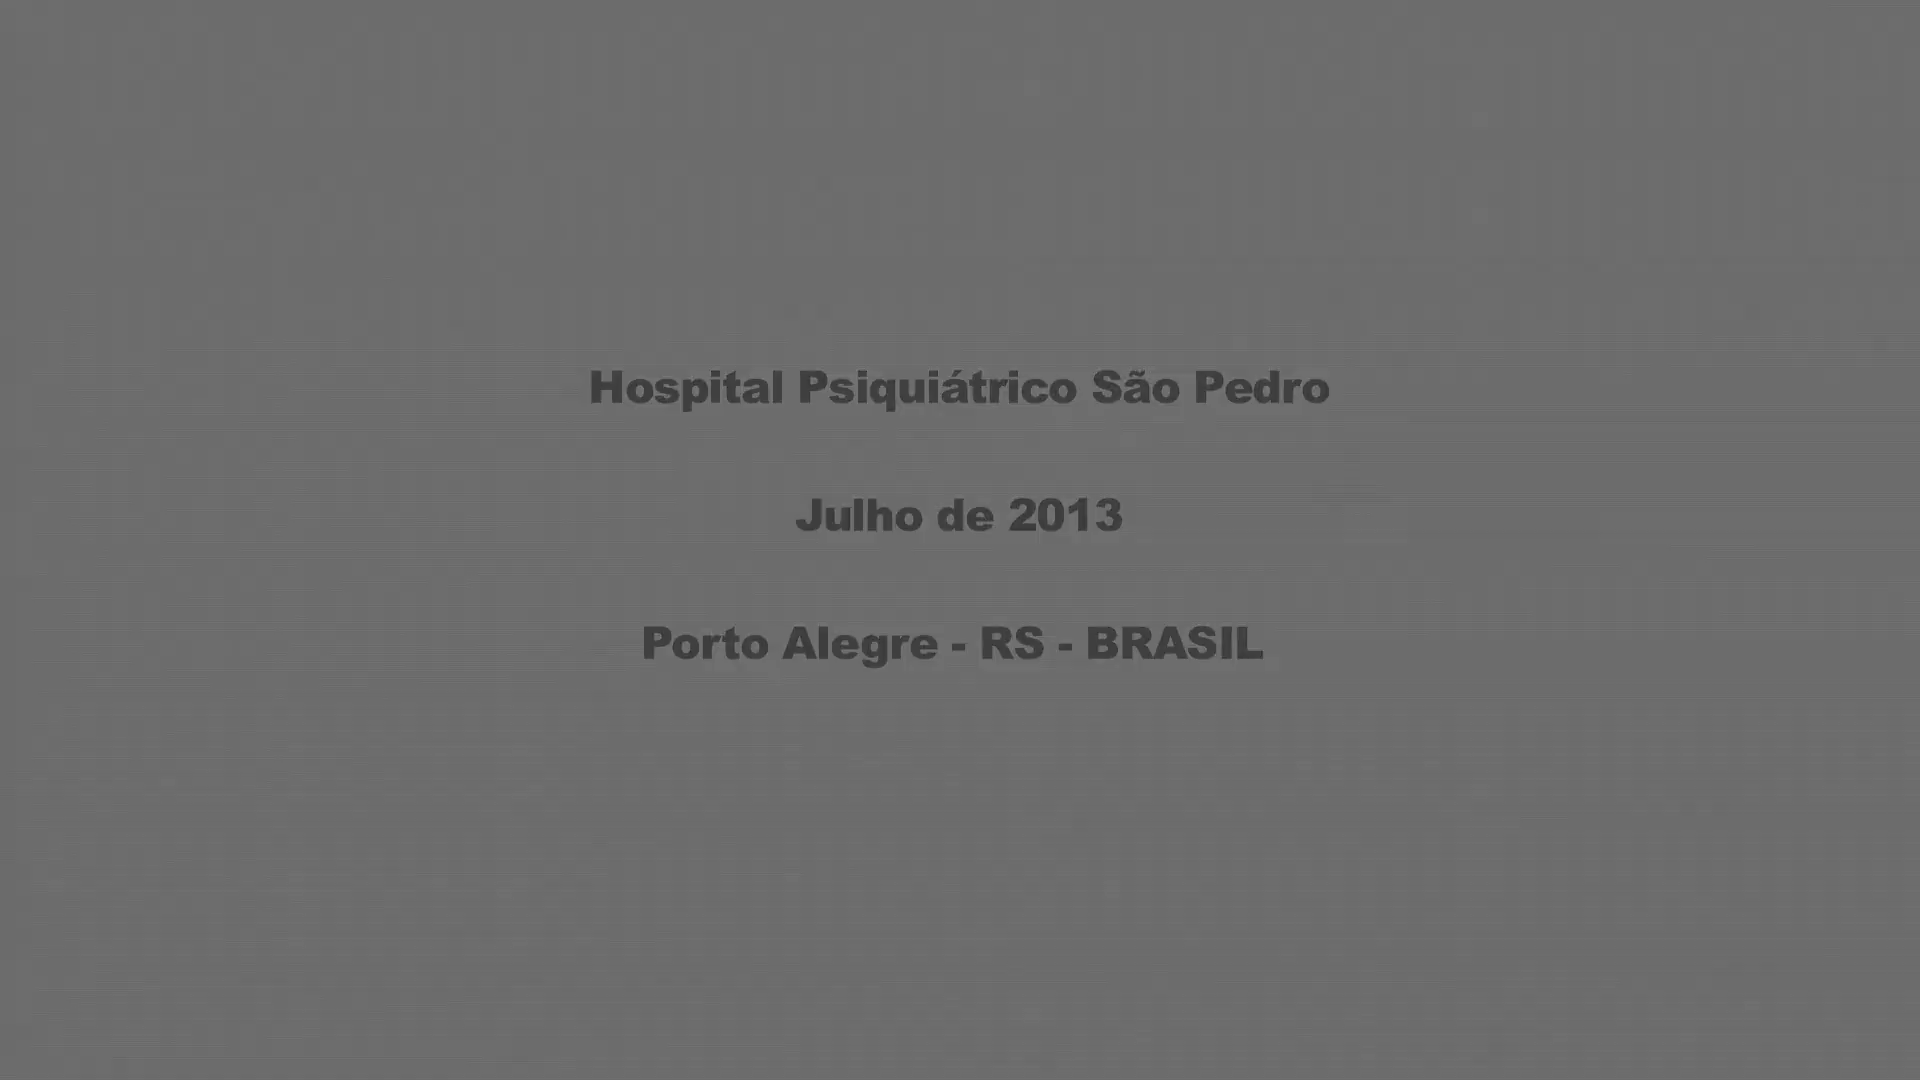 Hospital Psiquiátrico São Pedro
Julho de 2013
Porto Alegre - RS - BRASIL